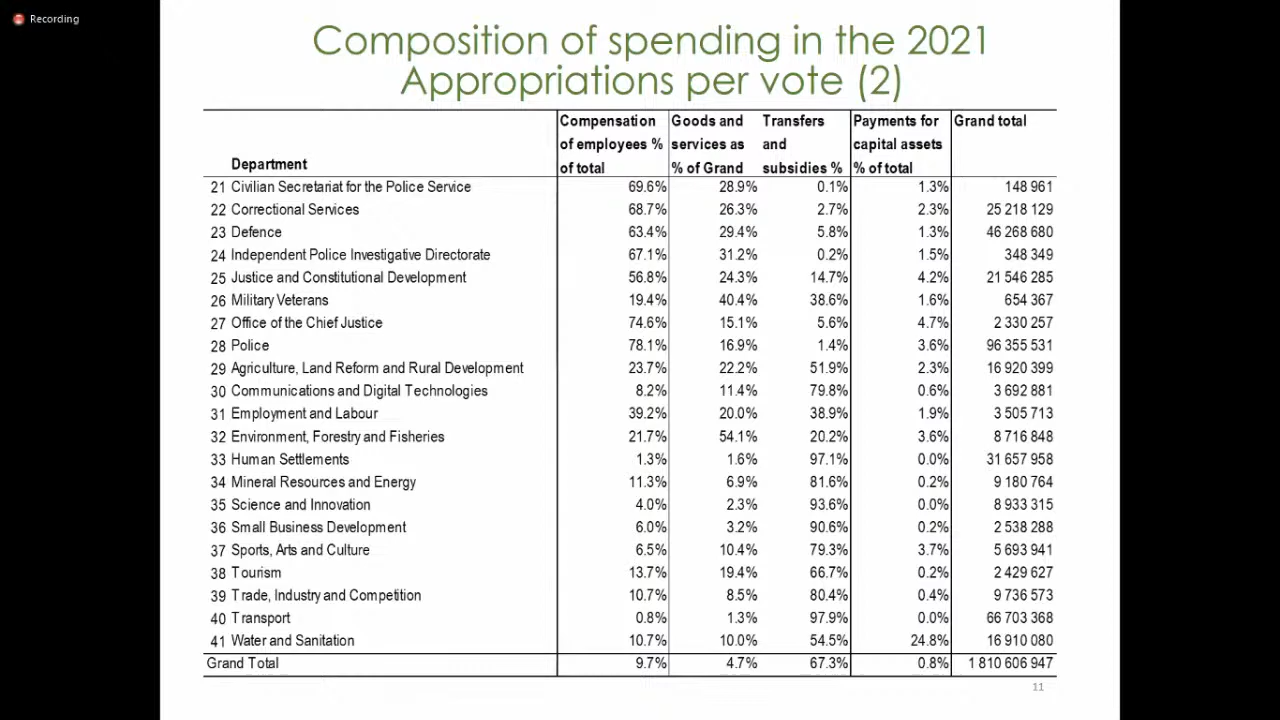 Recording
Composition of spending in the 2021
Appropriations per vote (2)
Department Compensation of employees % of total Goods and services as % of Grand Transfers and subsidies % Payments for capital assets % of total Grand total
21 Civilian Secretariat for the Police Service 69.6% 28.9% 0.1% 1.3% 148 961
22 Correctional Services 68.7% 26.3% 2.7% 2.3% 25 218 129
23 Defence 63.4% 29.4% 5.8% 1.3% 46 268 680
24 Independent Police Investigative Directorate 67.1% 31.2% 0.2% 1.5% 348 349
25 Justice and Constitutional Development 56.8% 24.3% 14.7% 4.2% 21 546 285
26 Military Veterans 19.4% 40.4% 38.6% 1.6% 654 367
27 Office of the Chief Justice 74.6% 15.1% 5.6% 4.7% 2 330 257
28 Police 78.1% 16.9% 1.4% 3.6% 96 355 531
29 Agriculture, Land Reform and Rural Development 23.7% 22.2% 51.9% 2.3% 16 920 399
30 Communications and Digital Technologies 8.2% 11.4% 79.8% 0.6% 3 692 881
31 Employment and Labour 39.2% 20.0% 38.9% 1.9% 3 505 713
32 Environment, Forestry and Fisheries 21.7% 54.1% 20.2% 3.6% 8 716 848
33 Human Settlements 1.3% 1.6% 97.1% 0.0% 31 657 958
34 Mineral Resources and Energy 11.3% 6.9% 81.6% 0.2% 9 180 764
35 Science and Innovation 4.0% 2.3% 93.6% 0.0% 8 933 315
36 Small Business Development 6.0% 3.2% 90.6% 0.2% 2 538 288
37 Sports, Arts and Culture 6.5% 10.4% 79.3% 3.7% 5 693 941
38 Tourism 13.7% 19.4% 66.7% 0.2% 2 429 627
39 Trade, Industry and Competition 10.7% 8.5% 80.4% 0.4% 9 736 573
40 Transport 0.8% 1.3% 97.9% 0.0% 66 703 368
41 Water and Sanitation 10.7% 10.0% 54.5% 24.8% 16 910 080
Grand Total 9.7% 4.7% 67.3% 0.8% 1 810 606 947
11